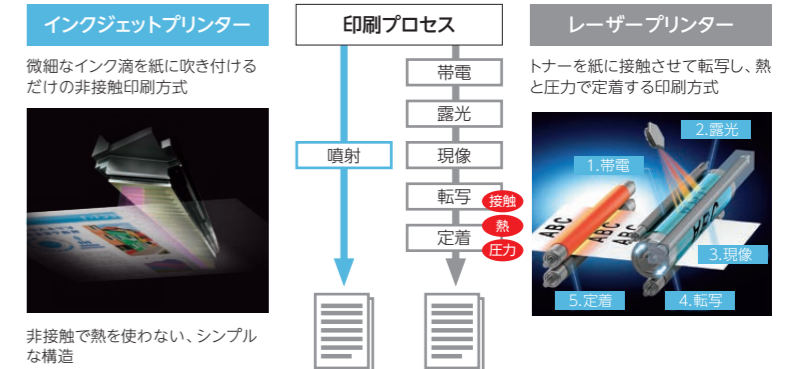 インクジェットプリンター
微細なインク滴を紙に吹き付ける
だけの非接触印刷方式
非接触で熱を使わない、シンプル
な構造
印刷プロセス
噴射
帯電
露光
現像
転写
接触
熱
定着
圧力
レーザープリンター
トナーを紙に接触させて転写し、熱
と圧力で定着する印刷方式
2.露光
1.帯電
ABC
ABC
ABC
3.現像
5.定着
4.転写